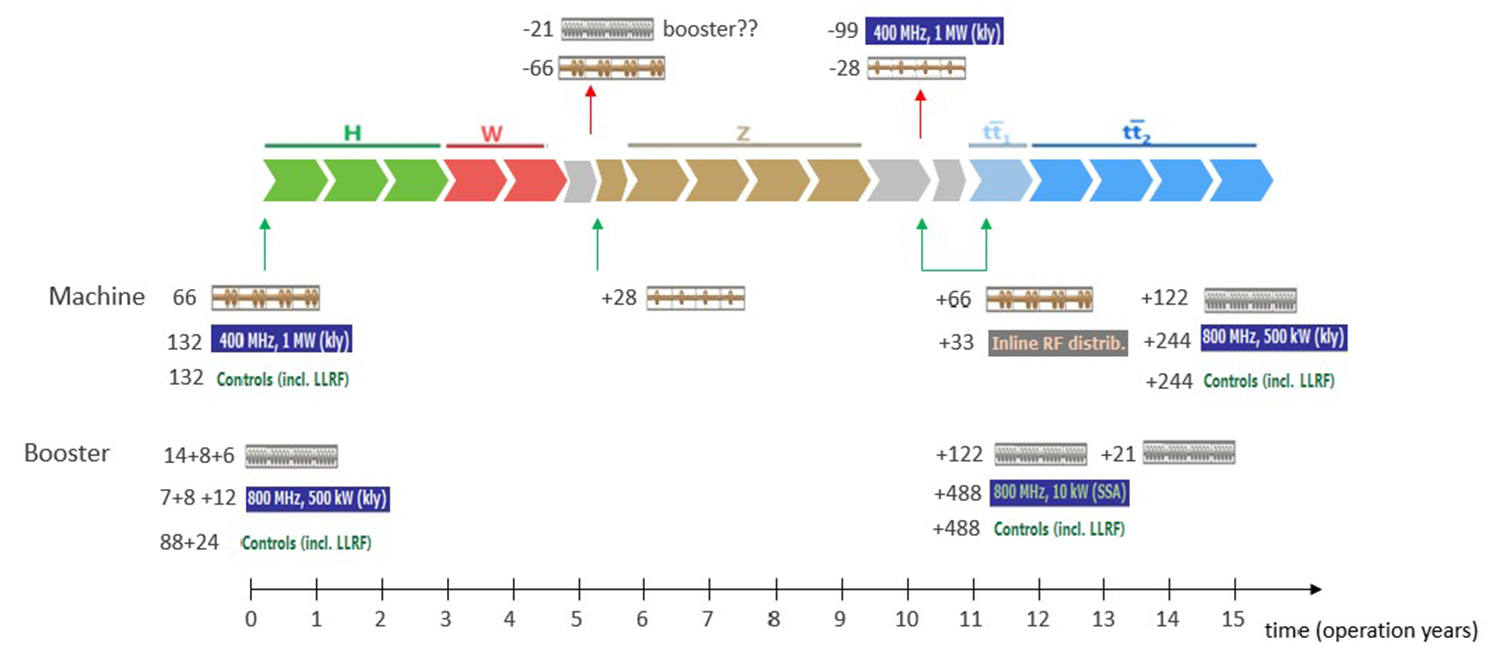 -21 booster??
-99 400 MHz, 1 MW (kly)
-66
-28
H
W
Z
tt̅₁
tt̅₂
Machine 66
132 400 MHz, 1 MW (kly)
132 Controls (incl. LLRF)
+28
+66
+33 Inline RF distrib.
+122
+244 800 MHz, 500 kW (kly)
+244 Controls (incl. LLRF)
Booster 14+8+6
7+8 +12 800 MHz, 500 kW (kly)
88+24 Controls (incl. LLRF)
+122 +21
+488 800 MHz, 10 kW (SSA)
+488 Controls (incl. LLRF)
0 1 2 3 4 5 6 7 8 9 10 11 12 13 14 15
time (operation years)